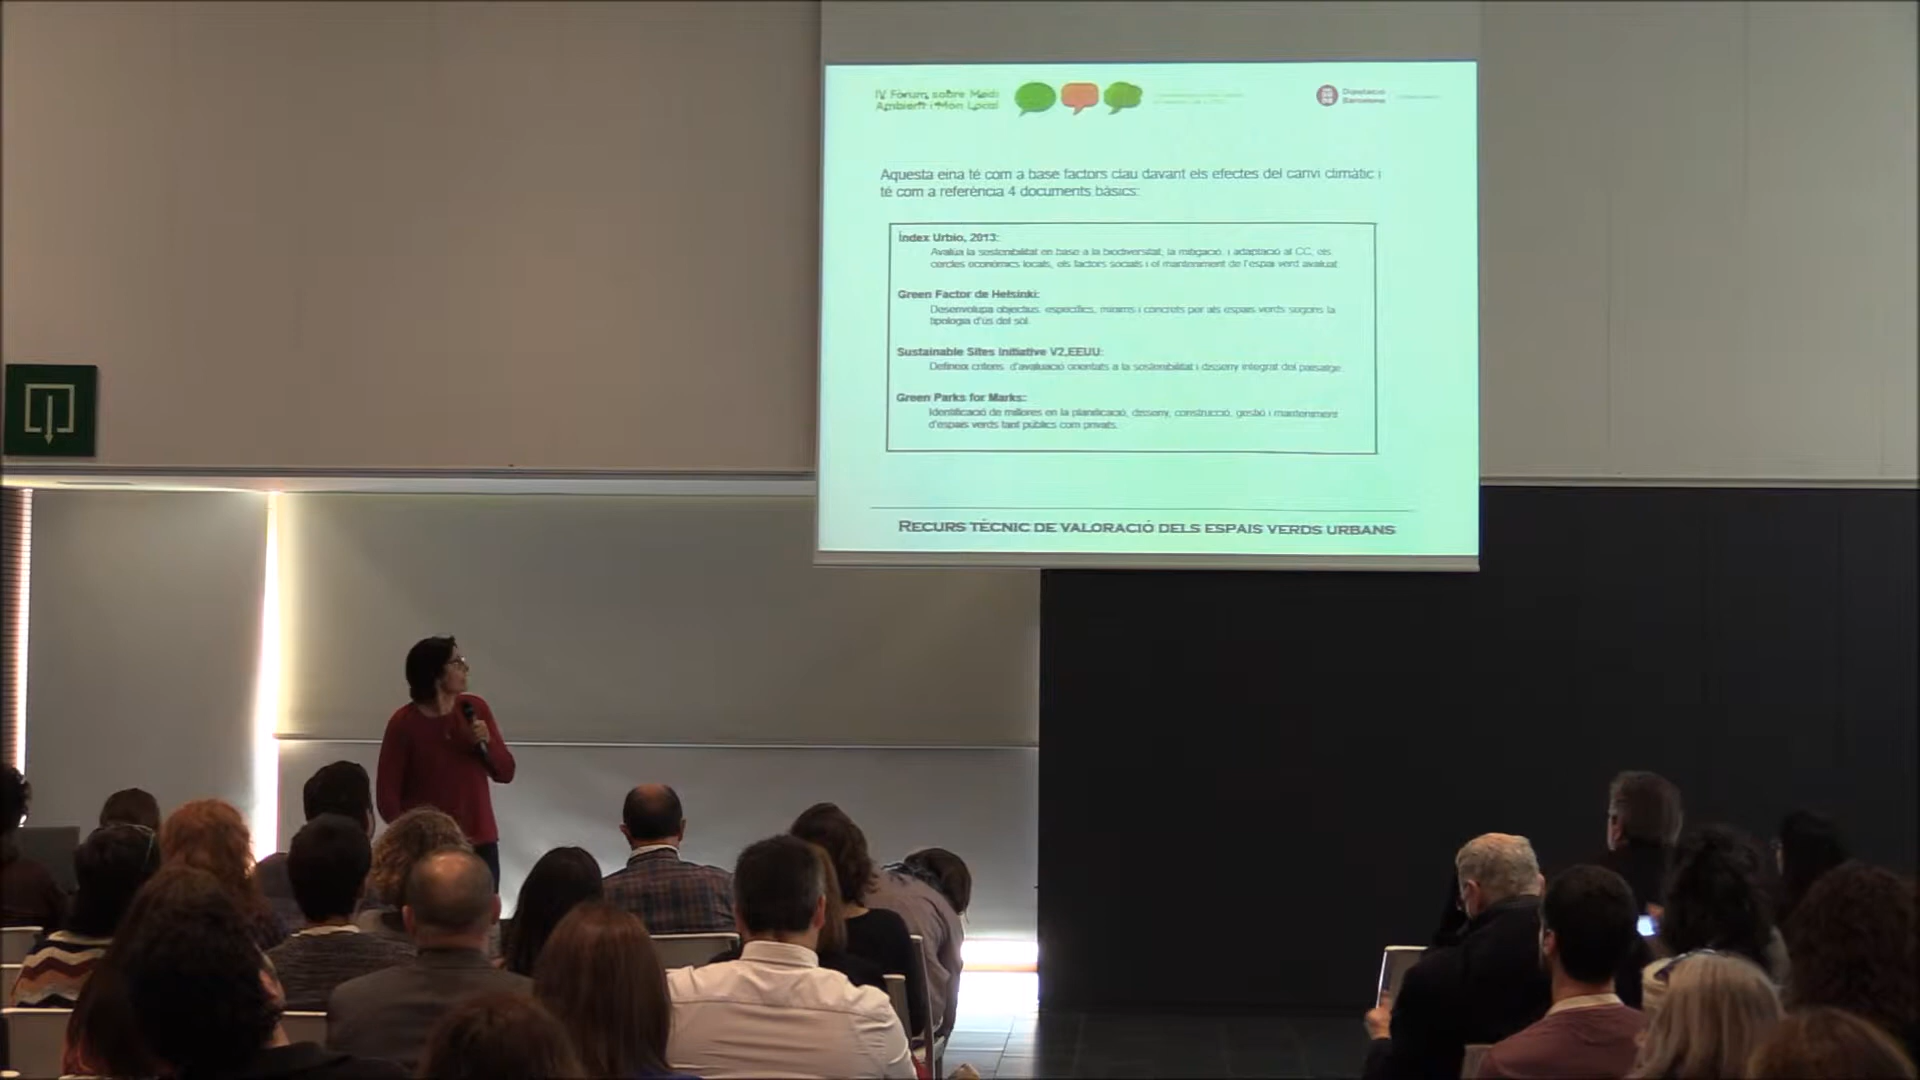 IV Fòrum sobre Medi
Ambient i Mon Local
Diputació
Barcelona
Aquesta eina té com a base factors clau davant els efectes del canvi climàtic i
té com a referència 4 documents bàsics:
Índex Urbio, 2013:
Avalúa la sostenibilitat en base a la biodiversitat, la mitigació, i adaptació al CC, els
cercles econòmics locals, els factors socials i el manteniment de l'espai verd avaluat.
Green Factor de Helsinki:
Desenvolupa objectius, específics, mínims i concrets per als espais verds segons la
tipologia d'ús del sòl.
Sustainable Sites Initiative V2,EEUU:
Defineix criteris, d'avaluació orientats a la sostenibilitat i disseny integrat del paisatge.
Green Parks for Marks:
Identificació de millores en la planificació, disseny, construcció, gestió i manteniment
d'espais verds tant públics com privats.
RECURS TÈCNIC DE VALORACIÓ DELS ESPAIS VERDS URBANS